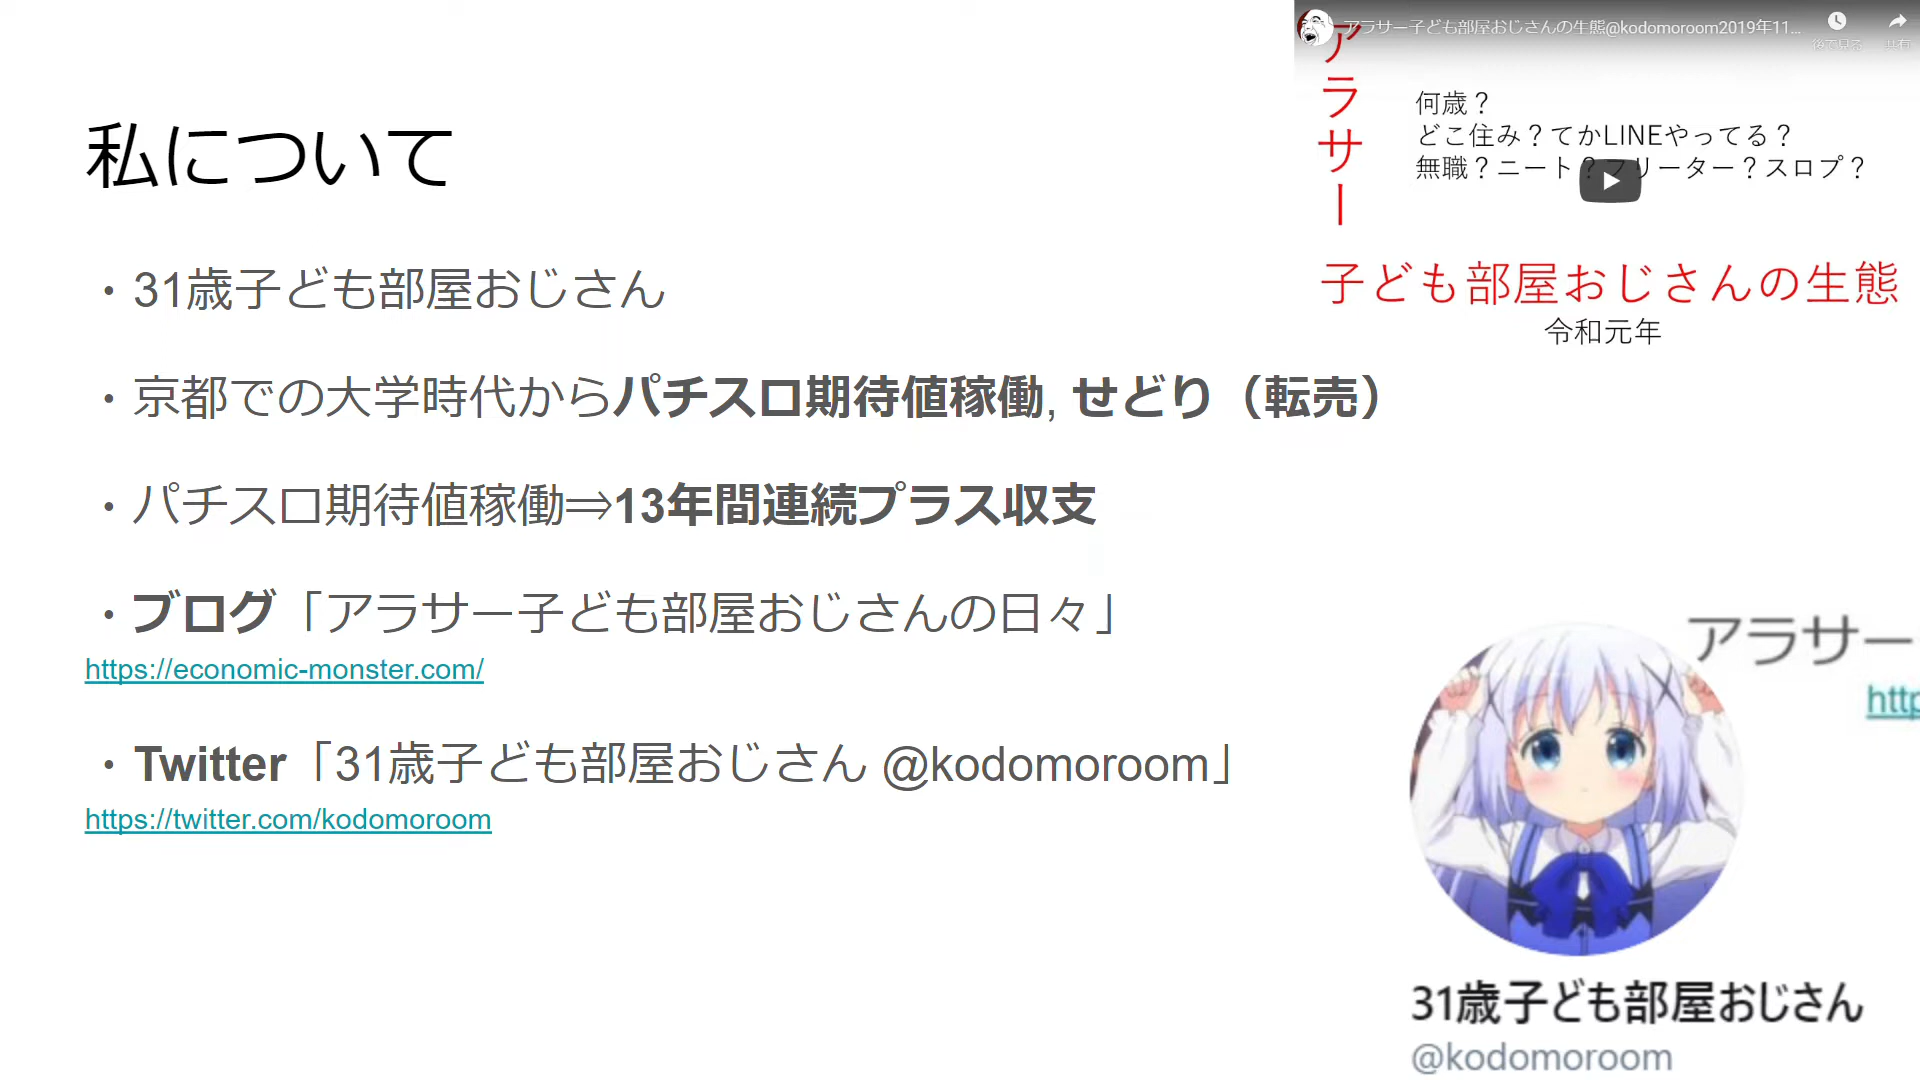 私について
・31歳子ども部屋おじさん
・京都での大学時代からパチスロ期待値稼働, せどり（転売）
・パチスロ期待値稼働⇒13年間連続プラス収支
・ブログ「アラサー子ども部屋おじさんの日々」
https://economic-monster.com/
・Twitter「31歳子ども部屋おじさん @kodomoroom」
https://twitter.com/kodomoroom
アラサー子ども部屋おじさんの生態@kodomoroom2019年11...
後で見る
共有
アラサー
何歳？
どこ住み？てかLINEやってる？
無職？ニート？フリーター？スロプ？
子ども部屋おじさんの生態
令和元年
アラサー
http
31歳子ども部屋おじさん
@kodomoroom